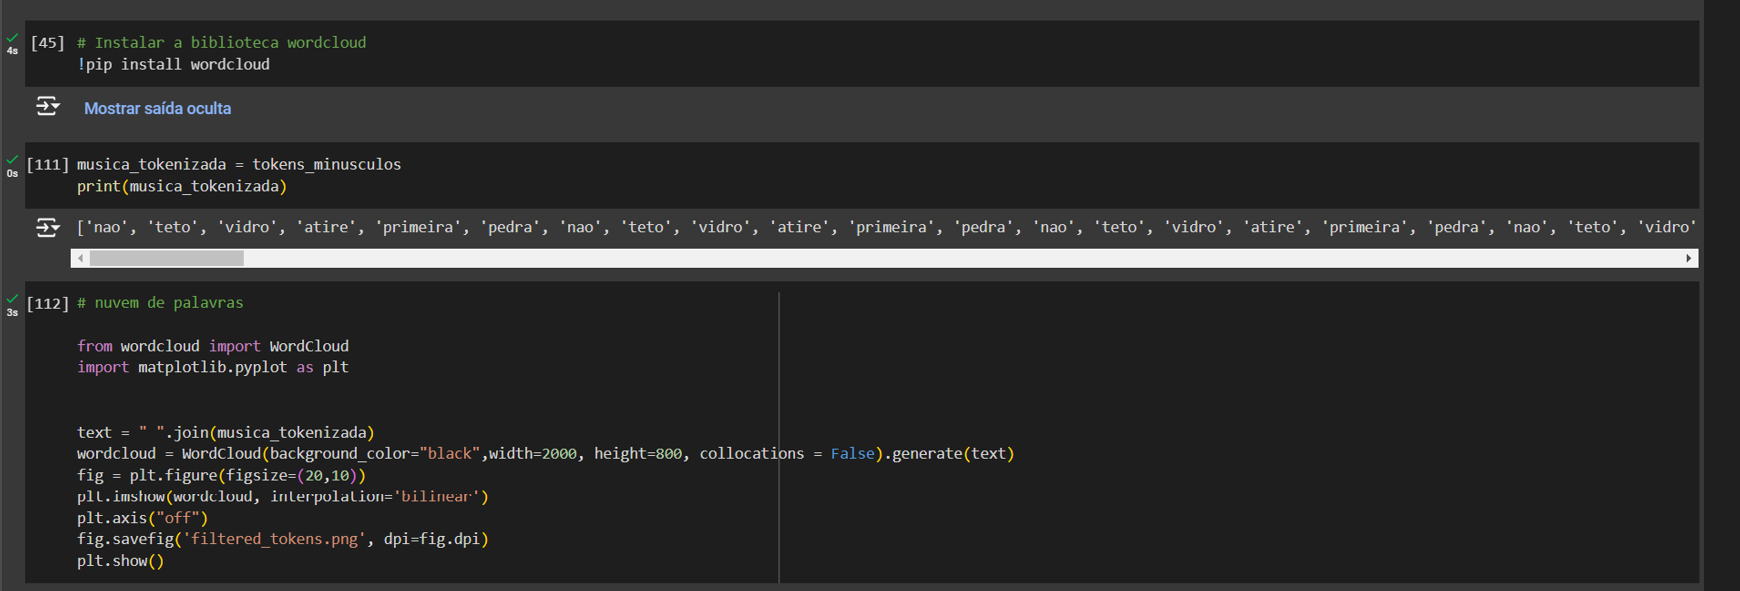 [45] # Instalar a biblioteca wordcloud
4s
!pip install wordcloud
Mostrar saída oculta
[111] musica_tokenizada = tokens_minusculos
0s
print(musica_tokenizada)
['nao', 'teto', 'vidro', 'atire', 'primeira', 'pedra', 'nao', 'teto', 'vidro', 'atire', 'primeira', 'pedra', 'nao', 'teto', 'vidro', 'atire', 'primeira', 'pedra', 'nao', 'teto', 'vidro'
[112] # nuvem de palavras
3s
from wordcloud import WordCloud
import matplotlib.pyplot as plt
text = " ".join(musica_tokenizada)
wordcloud = WordCloud(background_color="black",width=2000, height=800, collocations = False).generate(text)
fig = plt.figure(figsize=(20,10))
plt.imshow(wordcloud, interpolation='bilinear')
plt.axis("off")
fig.savefig('filtered_tokens.png', dpi=fig.dpi)
plt.show()